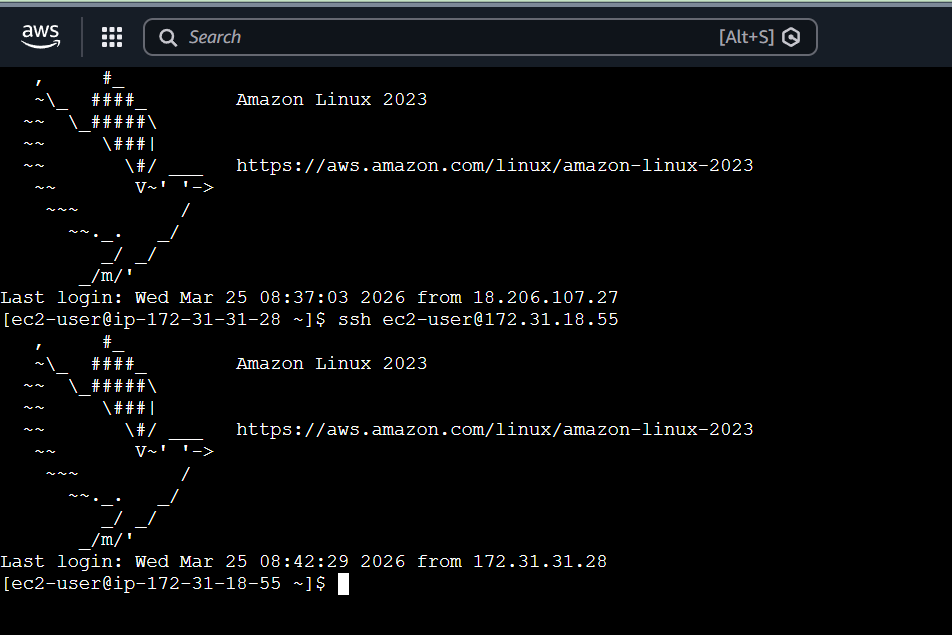 aws
Search [Alt+S]
   ,     #_
   ~\_  ####_        Amazon Linux 2023
  ~~  \_#####\
  ~~     \###|
  ~~       \#/ ___   https://aws.amazon.com/linux/amazon-linux-2023
   ~~       V~' '->
    ~~~         /
      ~~._.   _/
         _/ _/
       _/m/'
Last login: Wed Mar 25 08:37:03 2026 from 18.206.107.27
[ec2-user@ip-172-31-31-28 ~]$ ssh ec2-user@172.31.18.55
   ,     #_
   ~\_  ####_        Amazon Linux 2023
  ~~  \_#####\
  ~~     \###|
  ~~       \#/ ___   https://aws.amazon.com/linux/amazon-linux-2023
   ~~       V~' '->
    ~~~         /
      ~~._.   _/
         _/ _/
       _/m/'
Last login: Wed Mar 25 08:42:29 2026 from 172.31.31.28
[ec2-user@ip-172-31-18-55 ~]$